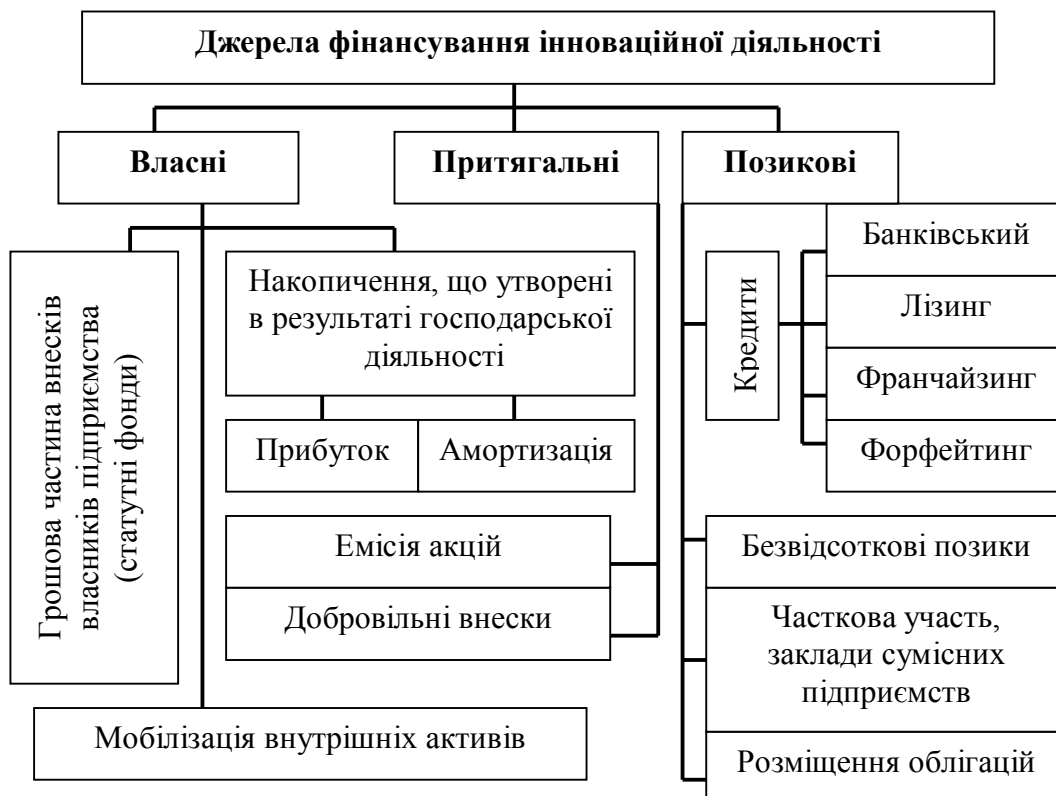 Джерела фінансування інноваційної діяльності
Власні
Притягальні
Позикові
Грошова частина внесків
власників підприємства
(статутні фонди)
Накопичення, що утворені
в результаті господарської
діяльності
Прибуток
Амортизація
Емісія акцій
Добровільні внески
Мобілізація внутрішніх активів
Кредити
Банківський
Лізинг
Франчайзинг
Форфейтинг
Безвідсоткові позики
Часткова участь,
заклади сумісних
підприємств
Розміщення облігацій